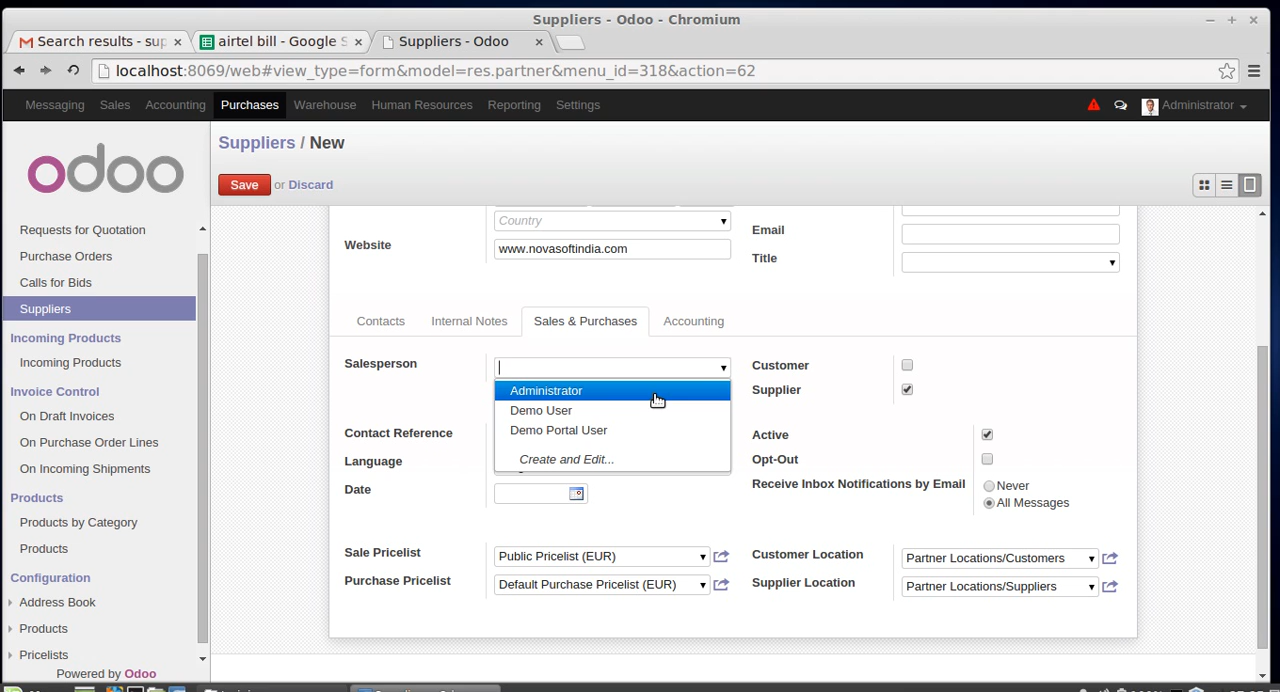 Suppliers - Odoo - Chromium
Search results - sup
airtel bill - Google S
Suppliers - Odoo
localhost:8069/web#view_type=form&model=res.partner&menu_id=318&action=62
Messaging Sales Accounting Purchases Warehouse Human Resources Reporting Settings Administrator
odoo
Suppliers / New
Save or Discard
Requests for Quotation
Purchase Orders
Calls for Bids
Suppliers
Incoming Products
Incoming Products
Invoice Control
On Draft Invoices
On Purchase Order Lines
On Incoming Shipments
Products
Products by Category
Products
Configuration
Address Book
Products
Pricelists
Powered by Odoo
Country
Website www.novasoftindia.com
Email
Title
Contacts Internal Notes Sales & Purchases Accounting
Salesperson
Administrator
Demo User
Demo Portal User
Create and Edit...
Customer
Supplier
Contact Reference
Language
Date
Active
Opt-Out
Receive Inbox Notifications by Email Never
All Messages
Sale Pricelist Public Pricelist (EUR)
Purchase Pricelist Default Purchase Pricelist (EUR)
Customer Location Partner Locations/Customers
Supplier Location Partner Locations/Suppliers